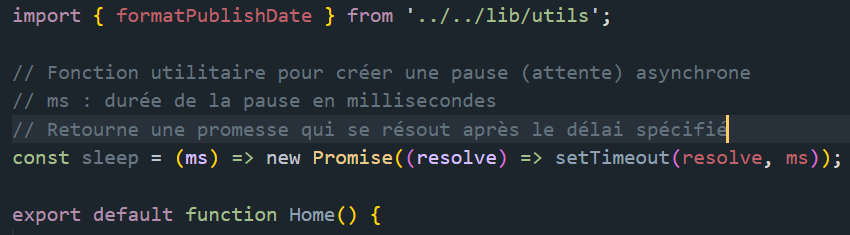 import { formatPublishDate } from '../../lib/utils';
// Fonction utilitaire pour créer une pause (attente) asynchrone
// ms : durée de la pause en millisecondes
// Retourne une promesse qui se résout après le délai spécifié
const sleep = (ms) => new Promise((resolve) => setTimeout(resolve, ms));
export default function Home() {